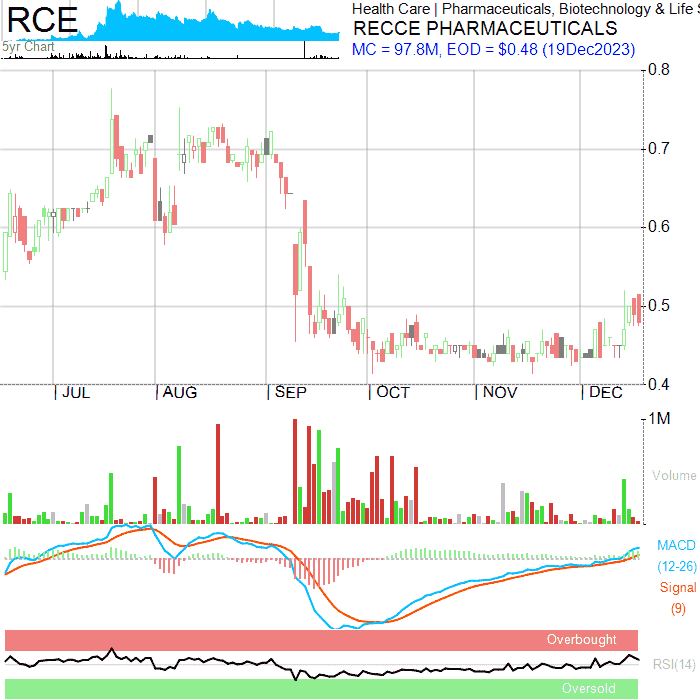 RCE
5yr Chart
Health Care | Pharmaceuticals, Biotechnology & Life S
RECCE PHARMACEUTICALS
MC = 97.8M, EOD = $0.48 (19Dec2023)
0.8
0.7
0.6
0.5
0.4
JUL AUG SEP OCT NOV DEC
1M
Volume
MACD
(12-26)
Signal
(9)
Overbought
RSI(14)
Oversold